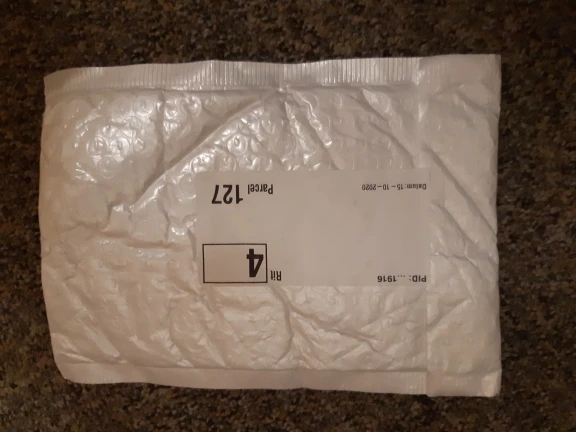 PID: ...1916
Rit 4
Datum: 15-10-2020
Parcel 127